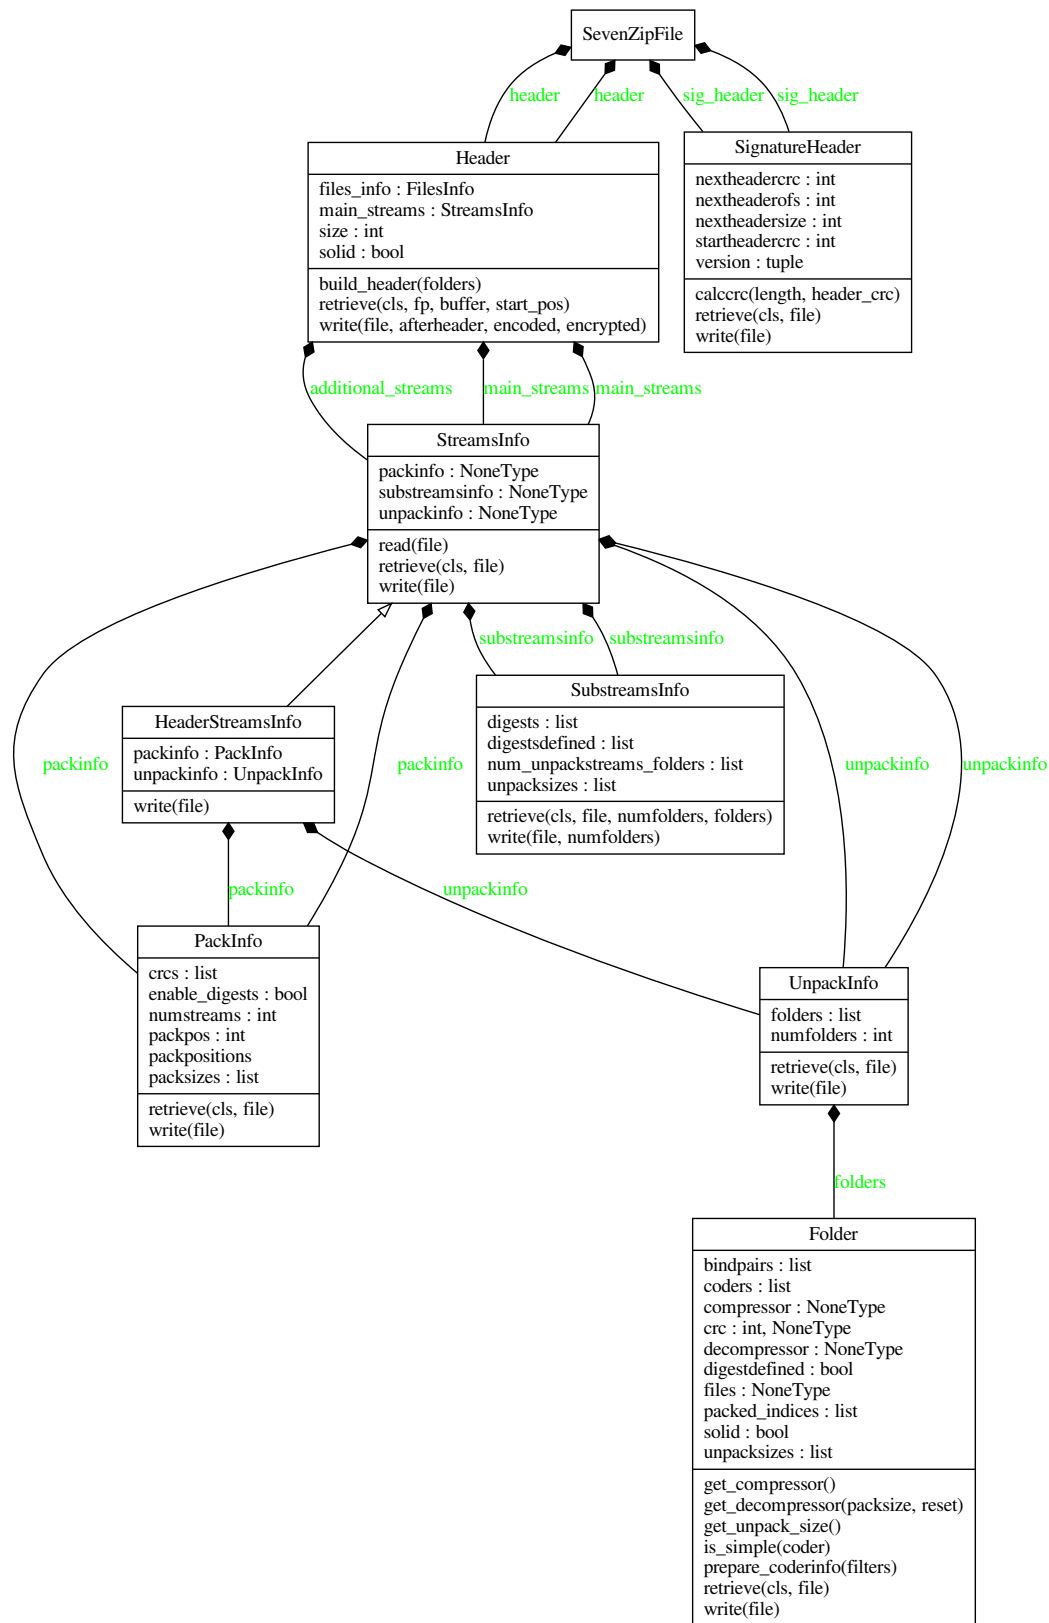 SevenZipFile
header
header
sig_header
sig_header
Header
files_info : FilesInfo
main_streams : StreamsInfo
size : int
solid : bool
build_header(folders)
retrieve(cls, fp, buffer, start_pos)
write(file, afterheader, encoded, encrypted)
SignatureHeader
nextheadercrc : int
nextheaderofs : int
nextheadersize : int
startheadercrc : int
version : tuple
calccrc(length, header_crc)
retrieve(cls, file)
write(file)
additional_streams
main_streams
main_streams
StreamsInfo
packinfo : NoneType
substreamsinfo : NoneType
unpackinfo : NoneType
read(file)
retrieve(cls, file)
write(file)
substreamsinfo
substreamsinfo
HeaderStreamsInfo
packinfo : PackInfo
unpackinfo : UnpackInfo
write(file)
SubstreamsInfo
digests : list
digestsdefined : list
num_unpackstreams_folders : list
unpacksizes : list
retrieve(cls, file, numfolders, folders)
write(file, numfolders)
packinfo
packinfo
unpackinfo
unpackinfo
packinfo
unpackinfo
PackInfo
crcs : list
enable_digests : bool
numstreams : int
packpos : int
packpositions
packsizes : list
retrieve(cls, file)
write(file)
UnpackInfo
folders : list
numfolders : int
retrieve(cls, file)
write(file)
folders
Folder
bindpairs : list
coders : list
compressor : NoneType
crc : int, NoneType
decompressor : NoneType
digestdefined : bool
files : NoneType
packed_indices : list
solid : bool
unpacksizes : list
get_compressor()
get_decompressor(packsize, reset)
get_unpack_size()
is_simple(coder)
prepare_coderinfo(filters)
retrieve(cls, file)
write(file)